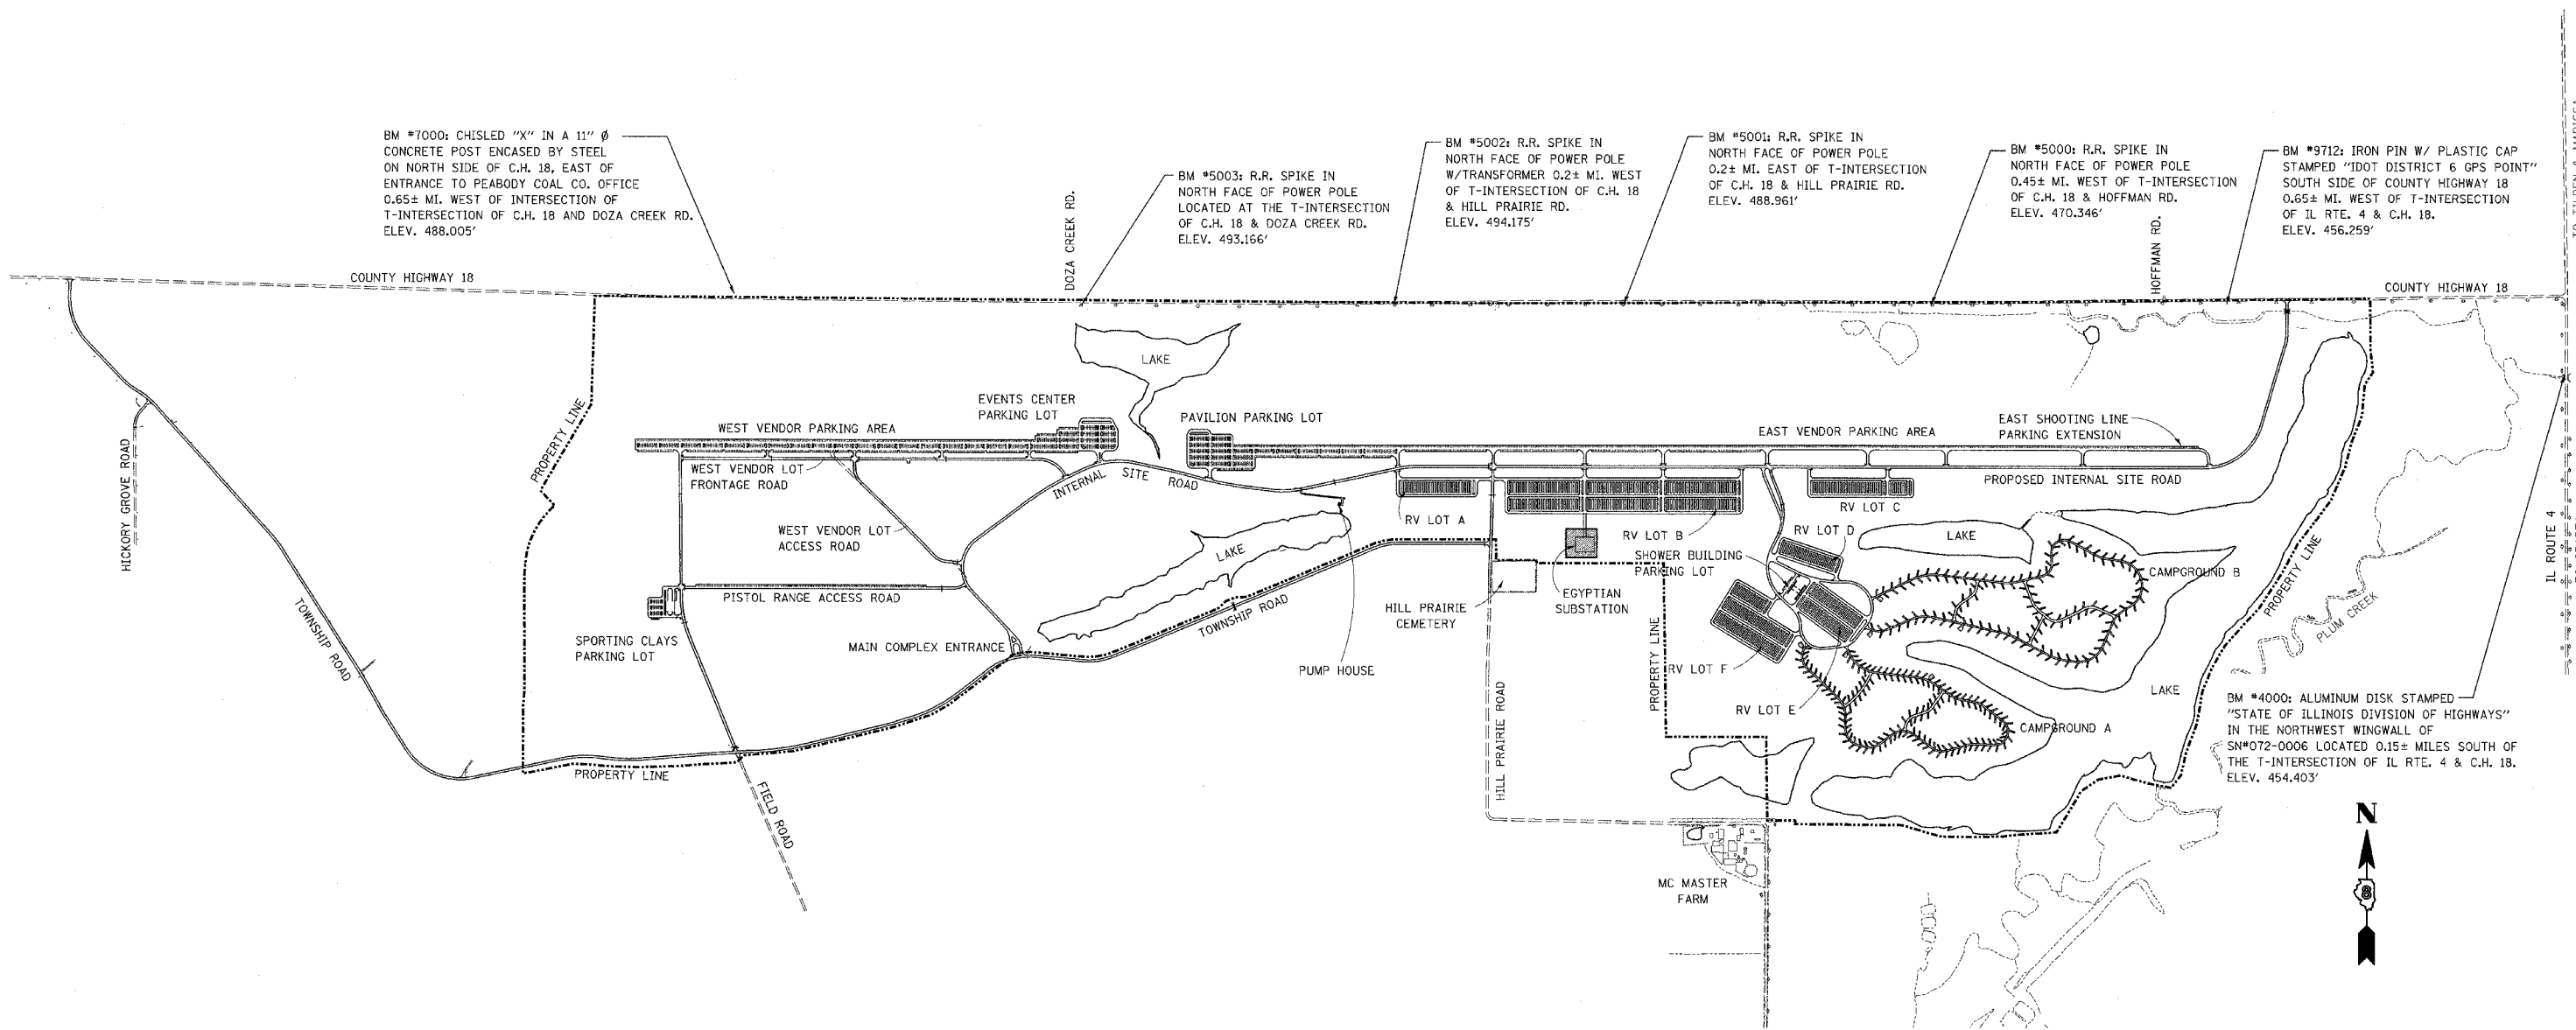 BM #7000: CHISLED "X" IN A 11" Ø
CONCRETE POST ENCASED BY STEEL
ON NORTH SIDE OF C.H. 18, EAST OF
ENTRANCE TO PEABODY COAL CO. OFFICE
0.65± MI. WEST OF INTERSECTION OF
T-INTERSECTION OF C.H. 18 AND DOZA CREEK RD.
ELEV. 488.005'
DOZA CREEK RD.
BM #5003: R.R. SPIKE IN
NORTH FACE OF POWER POLE
LOCATED AT THE T-INTERSECTION
OF C.H. 18 & DOZA CREEK RD.
ELEV. 493.166'
BM #5002: R.R. SPIKE IN
NORTH FACE OF POWER POLE
W/TRANSFORMER 0.2± MI. WEST
OF T-INTERSECTION OF C.H. 18
& HILL PRAIRIE RD.
ELEV. 494.175'
BM #5001: R.R. SPIKE IN
NORTH FACE OF POWER POLE
0.2± MI. EAST OF T-INTERSECTION
OF C.H. 18 & HILL PRAIRIE RD.
ELEV. 488.961'
BM #5000: R.R. SPIKE IN
NORTH FACE OF POWER POLE
0.45± MI. WEST OF T-INTERSECTION
OF C.H. 18 & HOFFMAN RD.
ELEV. 470.346'
HOFFMAN RD.
BM #9712: IRON PIN W/ PLASTIC CAP
STAMPED "IDOT DISTRICT 6 GPS POINT"
SOUTH SIDE OF COUNTY HIGHWAY 18
0.65± MI. WEST OF T-INTERSECTION
OF IL RTE. 4 & C.H. 18.
ELEV. 456.259'
COUNTY HIGHWAY 18
COUNTY HIGHWAY 18
LAKE
EVENTS CENTER
PARKING LOT
PAVILION PARKING LOT
WEST VENDOR PARKING AREA
EAST VENDOR PARKING AREA
EAST SHOOTING LINE
PARKING EXTENSION
PROPERTY LINE
HICKORY GROVE ROAD
WEST VENDOR LOT
FRONTAGE ROAD
INTERNAL SITE ROAD
PROPOSED INTERNAL SITE ROAD
RV LOT A
RV LOT B
RV LOT C
RV LOT D
WEST VENDOR LOT
ACCESS ROAD
LAKE
LAKE
SHOWER BUILDING
PARKING LOT
CAMPGROUND B
PROPERTY LINE
IL ROUTE 4
PISTOL RANGE ACCESS ROAD
EGYPTIAN
SUBSTATION
HILL PRAIRIE
CEMETERY
TOWNSHIP ROAD
TOWNSHIP ROAD
PLUM CREEK
SPORTING CLAYS
PARKING LOT
MAIN COMPLEX ENTRANCE
PUMP HOUSE
PROPERTY LINE
RV LOT F
RV LOT E
LAKE
CAMPGROUND A
HILL PRAIRIE ROAD
BM #4000: ALUMINUM DISK STAMPED
"STATE OF ILLINOIS DIVISION OF HIGHWAYS"
IN THE NORTHWEST WINGWALL OF
SN#072-0006 LOCATED 0.15± MILES SOUTH OF
THE T-INTERSECTION OF IL RTE. 4 & C.H. 18.
ELEV. 454.403'
PROPERTY LINE
FIELD ROAD
N
MC MASTER
FARM